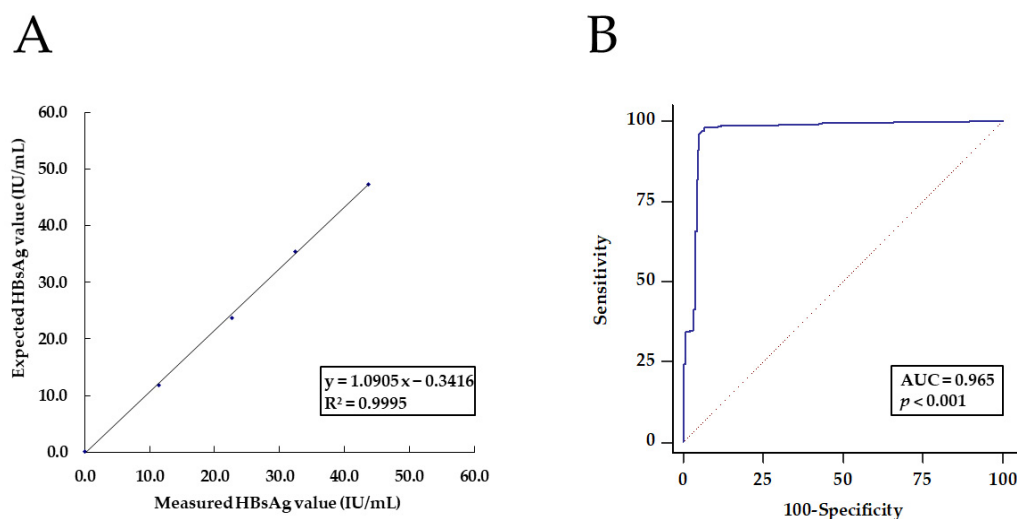 A
60.0
50.0
40.0
30.0
20.0
10.0
0.0
0.0 10.0 20.0 30.0 40.0 50.0 60.0
Expected HBsAg value (IU/mL)
Measured HBsAg value (IU/mL)
y = 1.0905x − 0.3416
R² = 0.9995
B
100
75
50
25
0
0 25 50 75 100
Sensitivity
100-Specificity
AUC = 0.965
p < 0.001